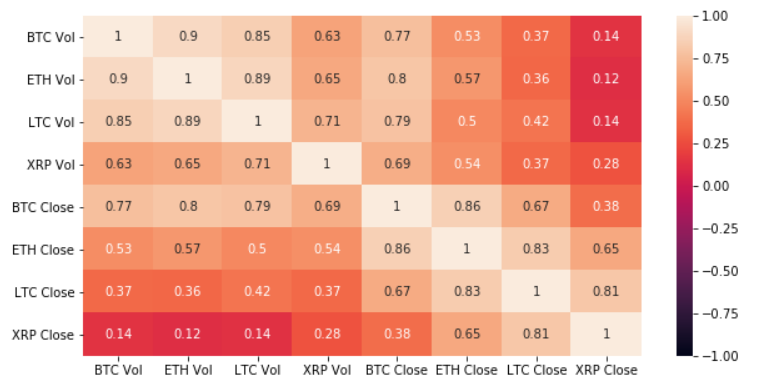 BTC Vol 1 0.9 0.85 0.63 0.77 0.53 0.37 0.14
ETH Vol 0.9 1 0.89 0.65 0.8 0.57 0.36 0.12
LTC Vol 0.85 0.89 1 0.71 0.79 0.5 0.42 0.14
XRP Vol 0.63 0.65 0.71 1 0.69 0.54 0.37 0.28
BTC Close 0.77 0.8 0.79 0.69 1 0.86 0.67 0.38
ETH Close 0.53 0.57 0.5 0.54 0.86 1 0.83 0.65
LTC Close 0.37 0.36 0.42 0.37 0.67 0.83 1 0.81
XRP Close 0.14 0.12 0.14 0.28 0.38 0.65 0.81 1
BTC Vol ETH Vol LTC Vol XRP Vol BTC Close ETH Close LTC Close XRP Close
1.00
0.75
0.50
0.25
0.00
−0.25
−0.50
−0.75
−1.00